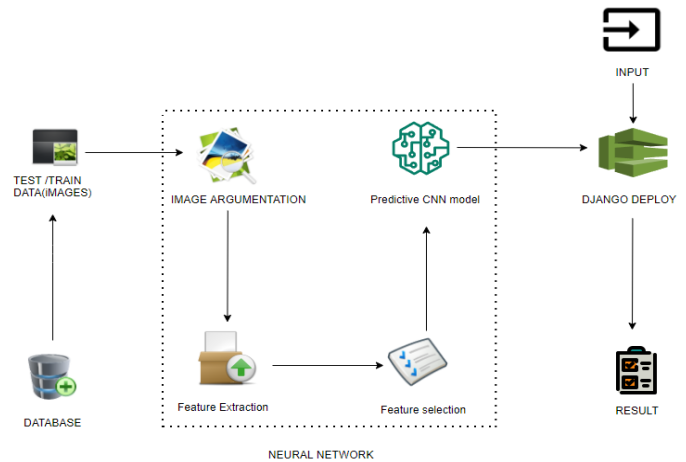 INPUT
TEST /TRAIN
DATA(iMAGES)
IMAGE ARGUMENTATION
Predictive CNN model
DJANGO DEPLOY
Feature Extraction
Feature selection
RESULT
DATABASE
NEURAL NETWORK